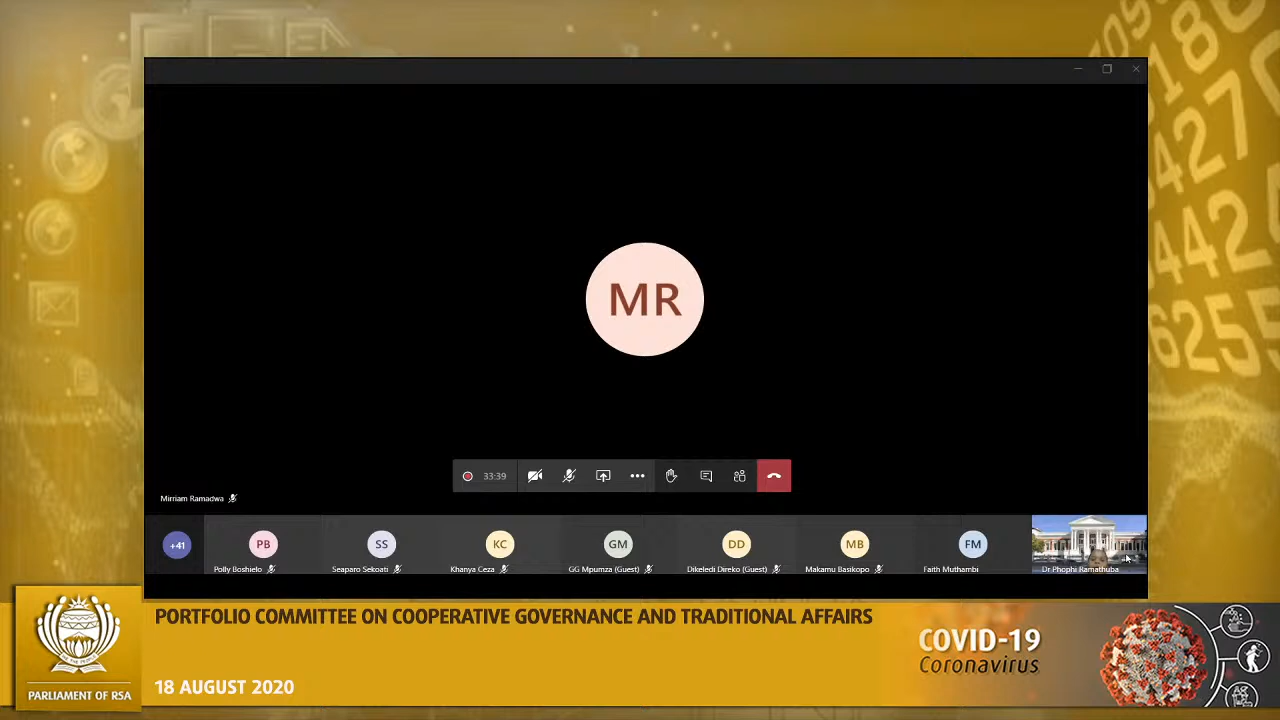 MR
33:39
Mirriam Ramadwa
+41
PB
SS
KC
GM
DD
MB
FM
Polly Boshielo
Seaparo Sekoati
Khanya Ceza
GG Mpumza (Guest)
Dikeledi Direko (Guest)
Makamu Basikopo
Faith Muthambi
Dr Phophi Ramathuba
PORTFOLIO COMMITTEE ON COOPERATIVE GOVERNANCE AND TRADITIONAL AFFAIRS
18 AUGUST 2020
PARLIAMENT OF RSA
COVID-19
Coronavirus